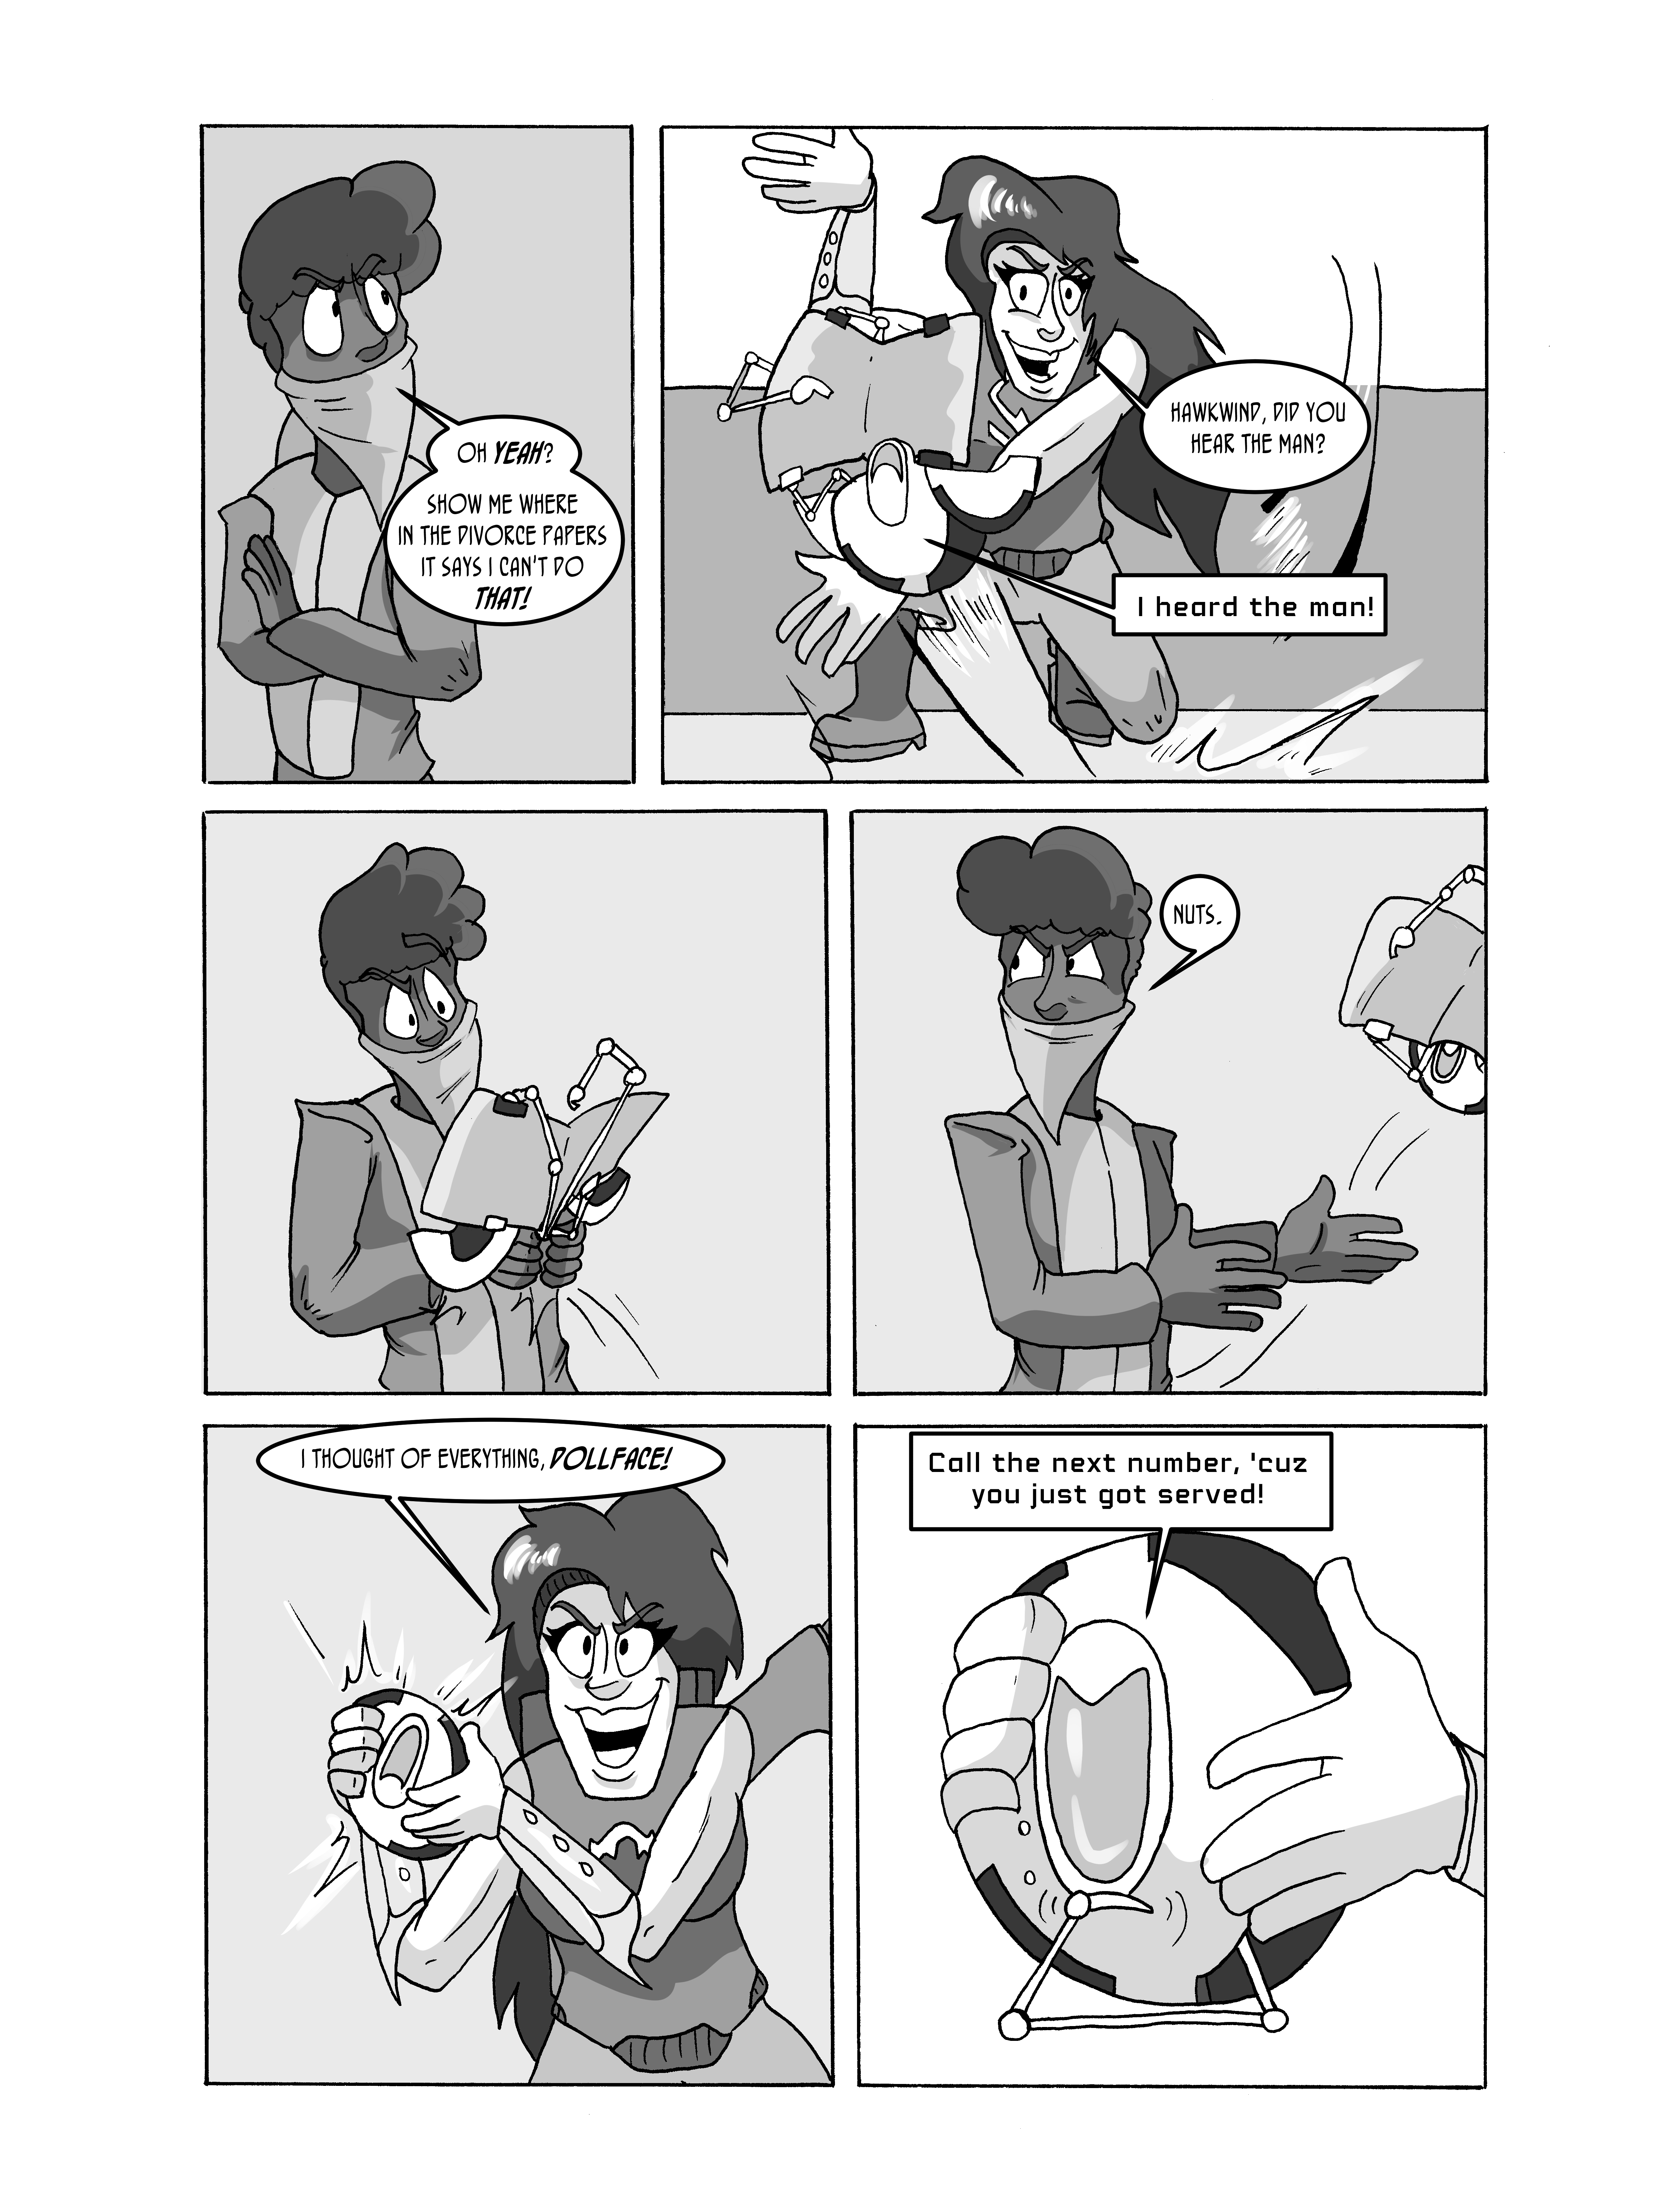 OH YEAH?
SHOW ME WHERE
IN THE DIVORCE PAPERS
IT SAYS I CAN'T DO
THAT!
HAWKWIND, DID YOU
HEAR THE MAN?
I heard the man!
NUTS.
I THOUGHT OF EVERYTHING, DOLLFACE!
Call the next number, 'cuz
you just got served!